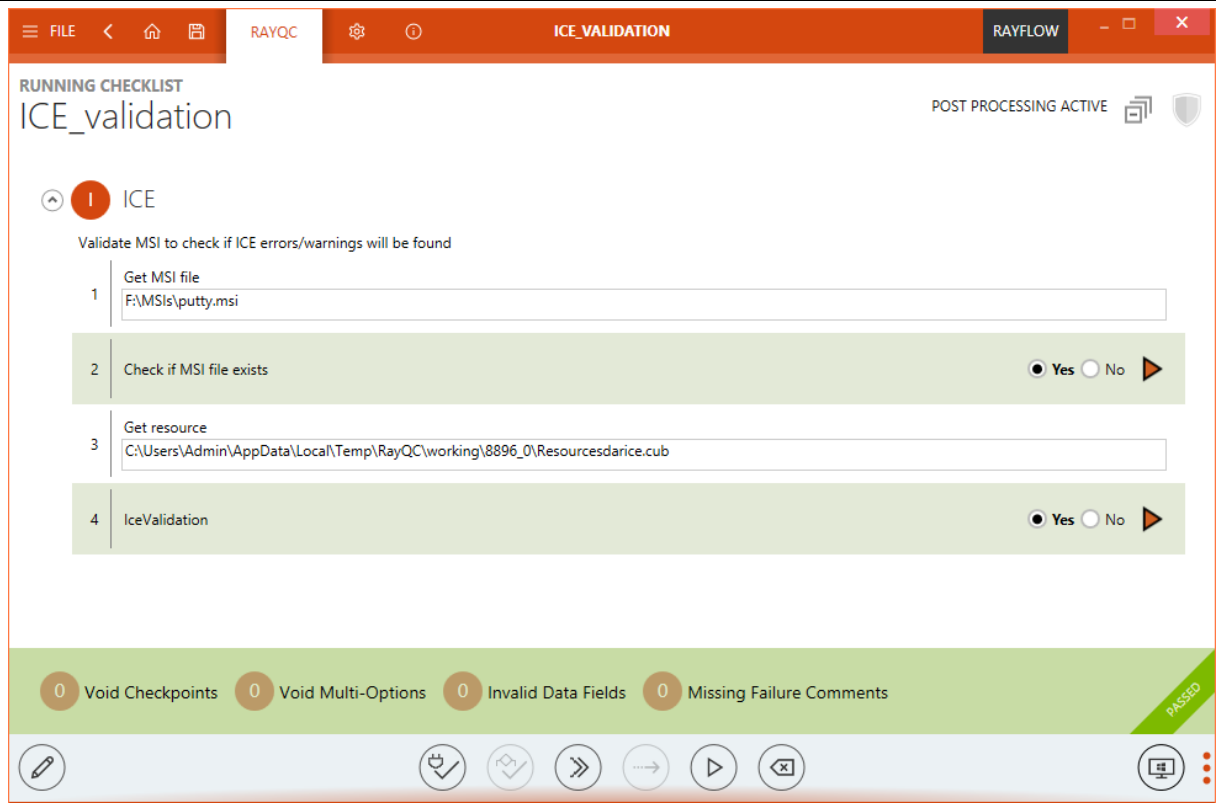 FILE
RAYQC
ICE_VALIDATION
RAYFLOW
RUNNING CHECKLIST
ICE_validation
POST PROCESSING ACTIVE
I
ICE
Validate MSI to check if ICE errors/warnings will be found
1
Get MSI file
F:\MSIs\putty.msi
2
Check if MSI file exists
Yes No
3
Get resource
C:\Users\Admin\AppData\Local\Temp\RayQC\working\8896_0\Resourcesdarice.cub
4
IceValidation
Yes No
0 Void Checkpoints 0 Void Multi-Options 0 Invalid Data Fields 0 Missing Failure Comments
PASSED